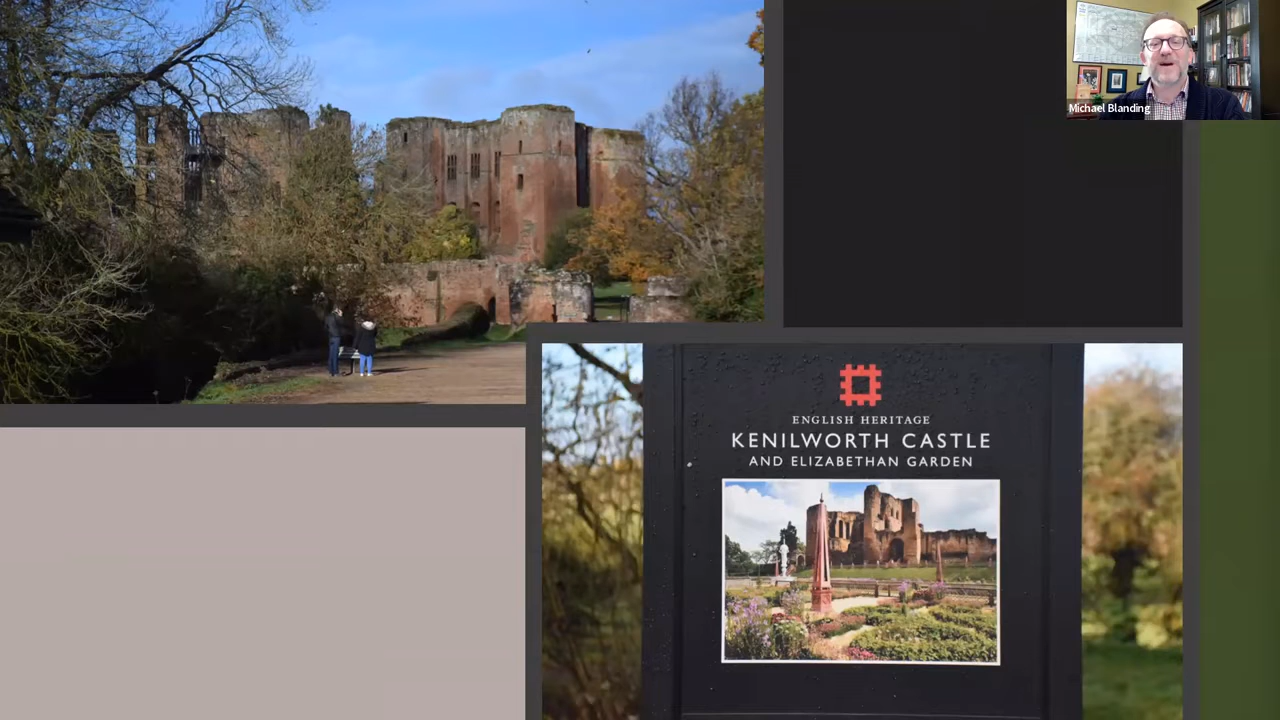 Michael Blanding
ENGLISH HERITAGE
KENILWORTH CASTLE
AND ELIZABETHAN GARDEN